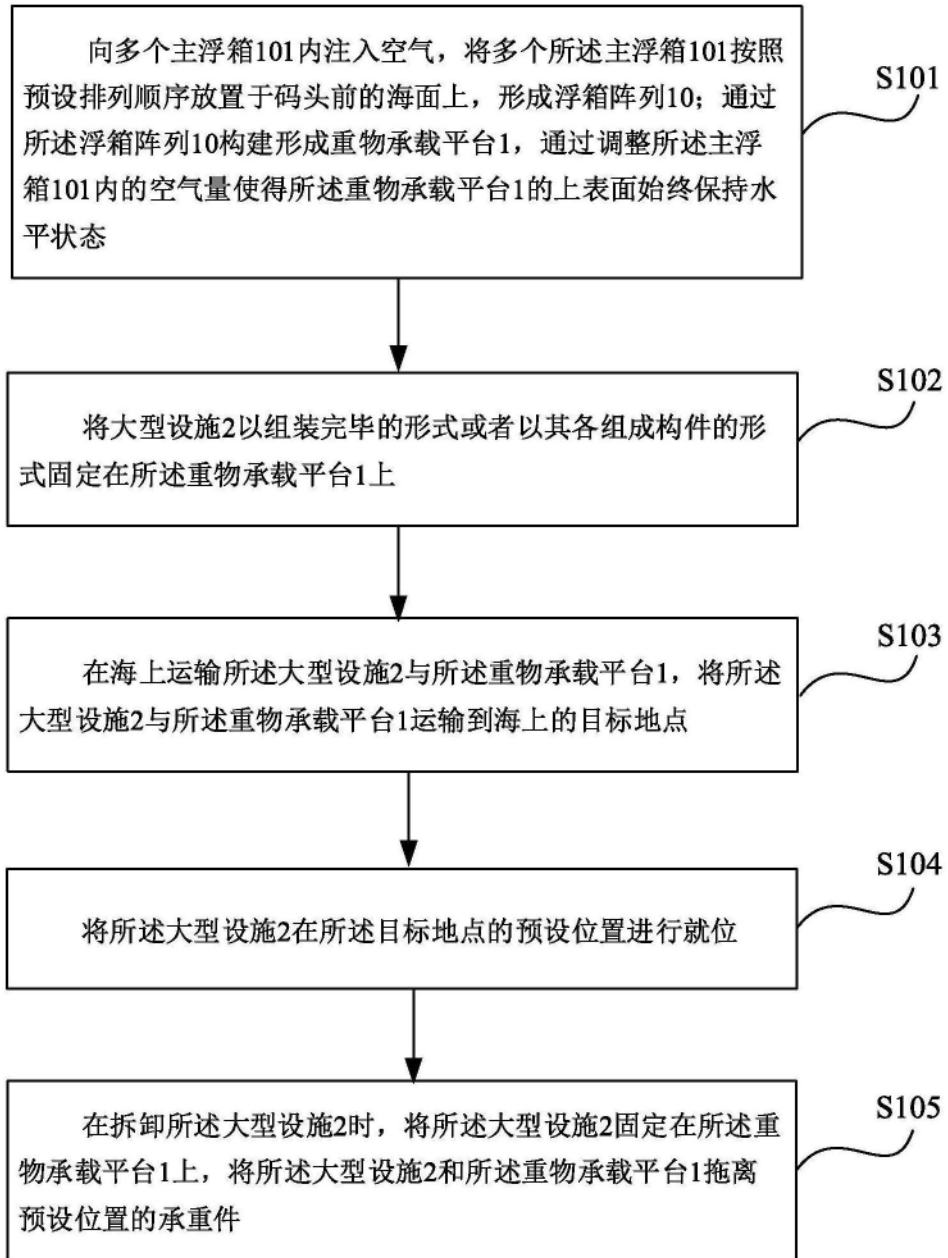 向多个主浮箱101内注入空气，将多个所述主浮箱101按照
预设排列顺序放置于码头前的海面上，形成浮箱阵列10；通过
所述浮箱阵列10构建形成重物承载平台1，通过调整所述主浮
箱101内的空气量使得所述重物承载平台1的上表面始终保持水
平状态
S101
将大型设施2以组装完毕的形式或者以其各组成构件的形
式固定在所述重物承载平台1上
S102
在海上运输所述大型设施2与所述重物承载平台1，将所述
大型设施2与所述重物承载平台1运输到海上的目标地点
S103
将所述大型设施2在所述目标地点的预设位置进行就位
S104
在拆卸所述大型设施2时，将所述大型设施2固定在所述重
物承载平台1上，将所述大型设施2和所述重物承载平台1拖离
预设位置的承重件
S105